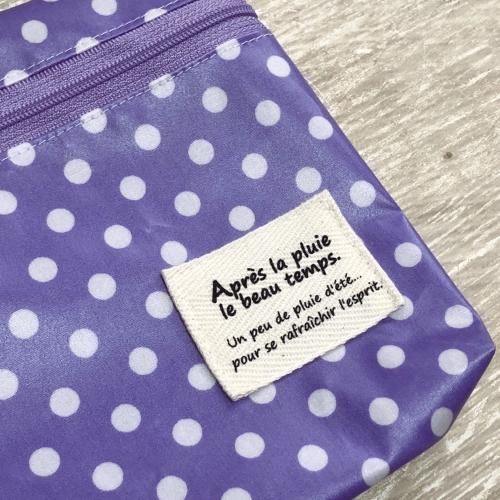 Après la pluie
le beau temps.
Un peu de pluie d'été...
pour se rafraîchir l'esprit.